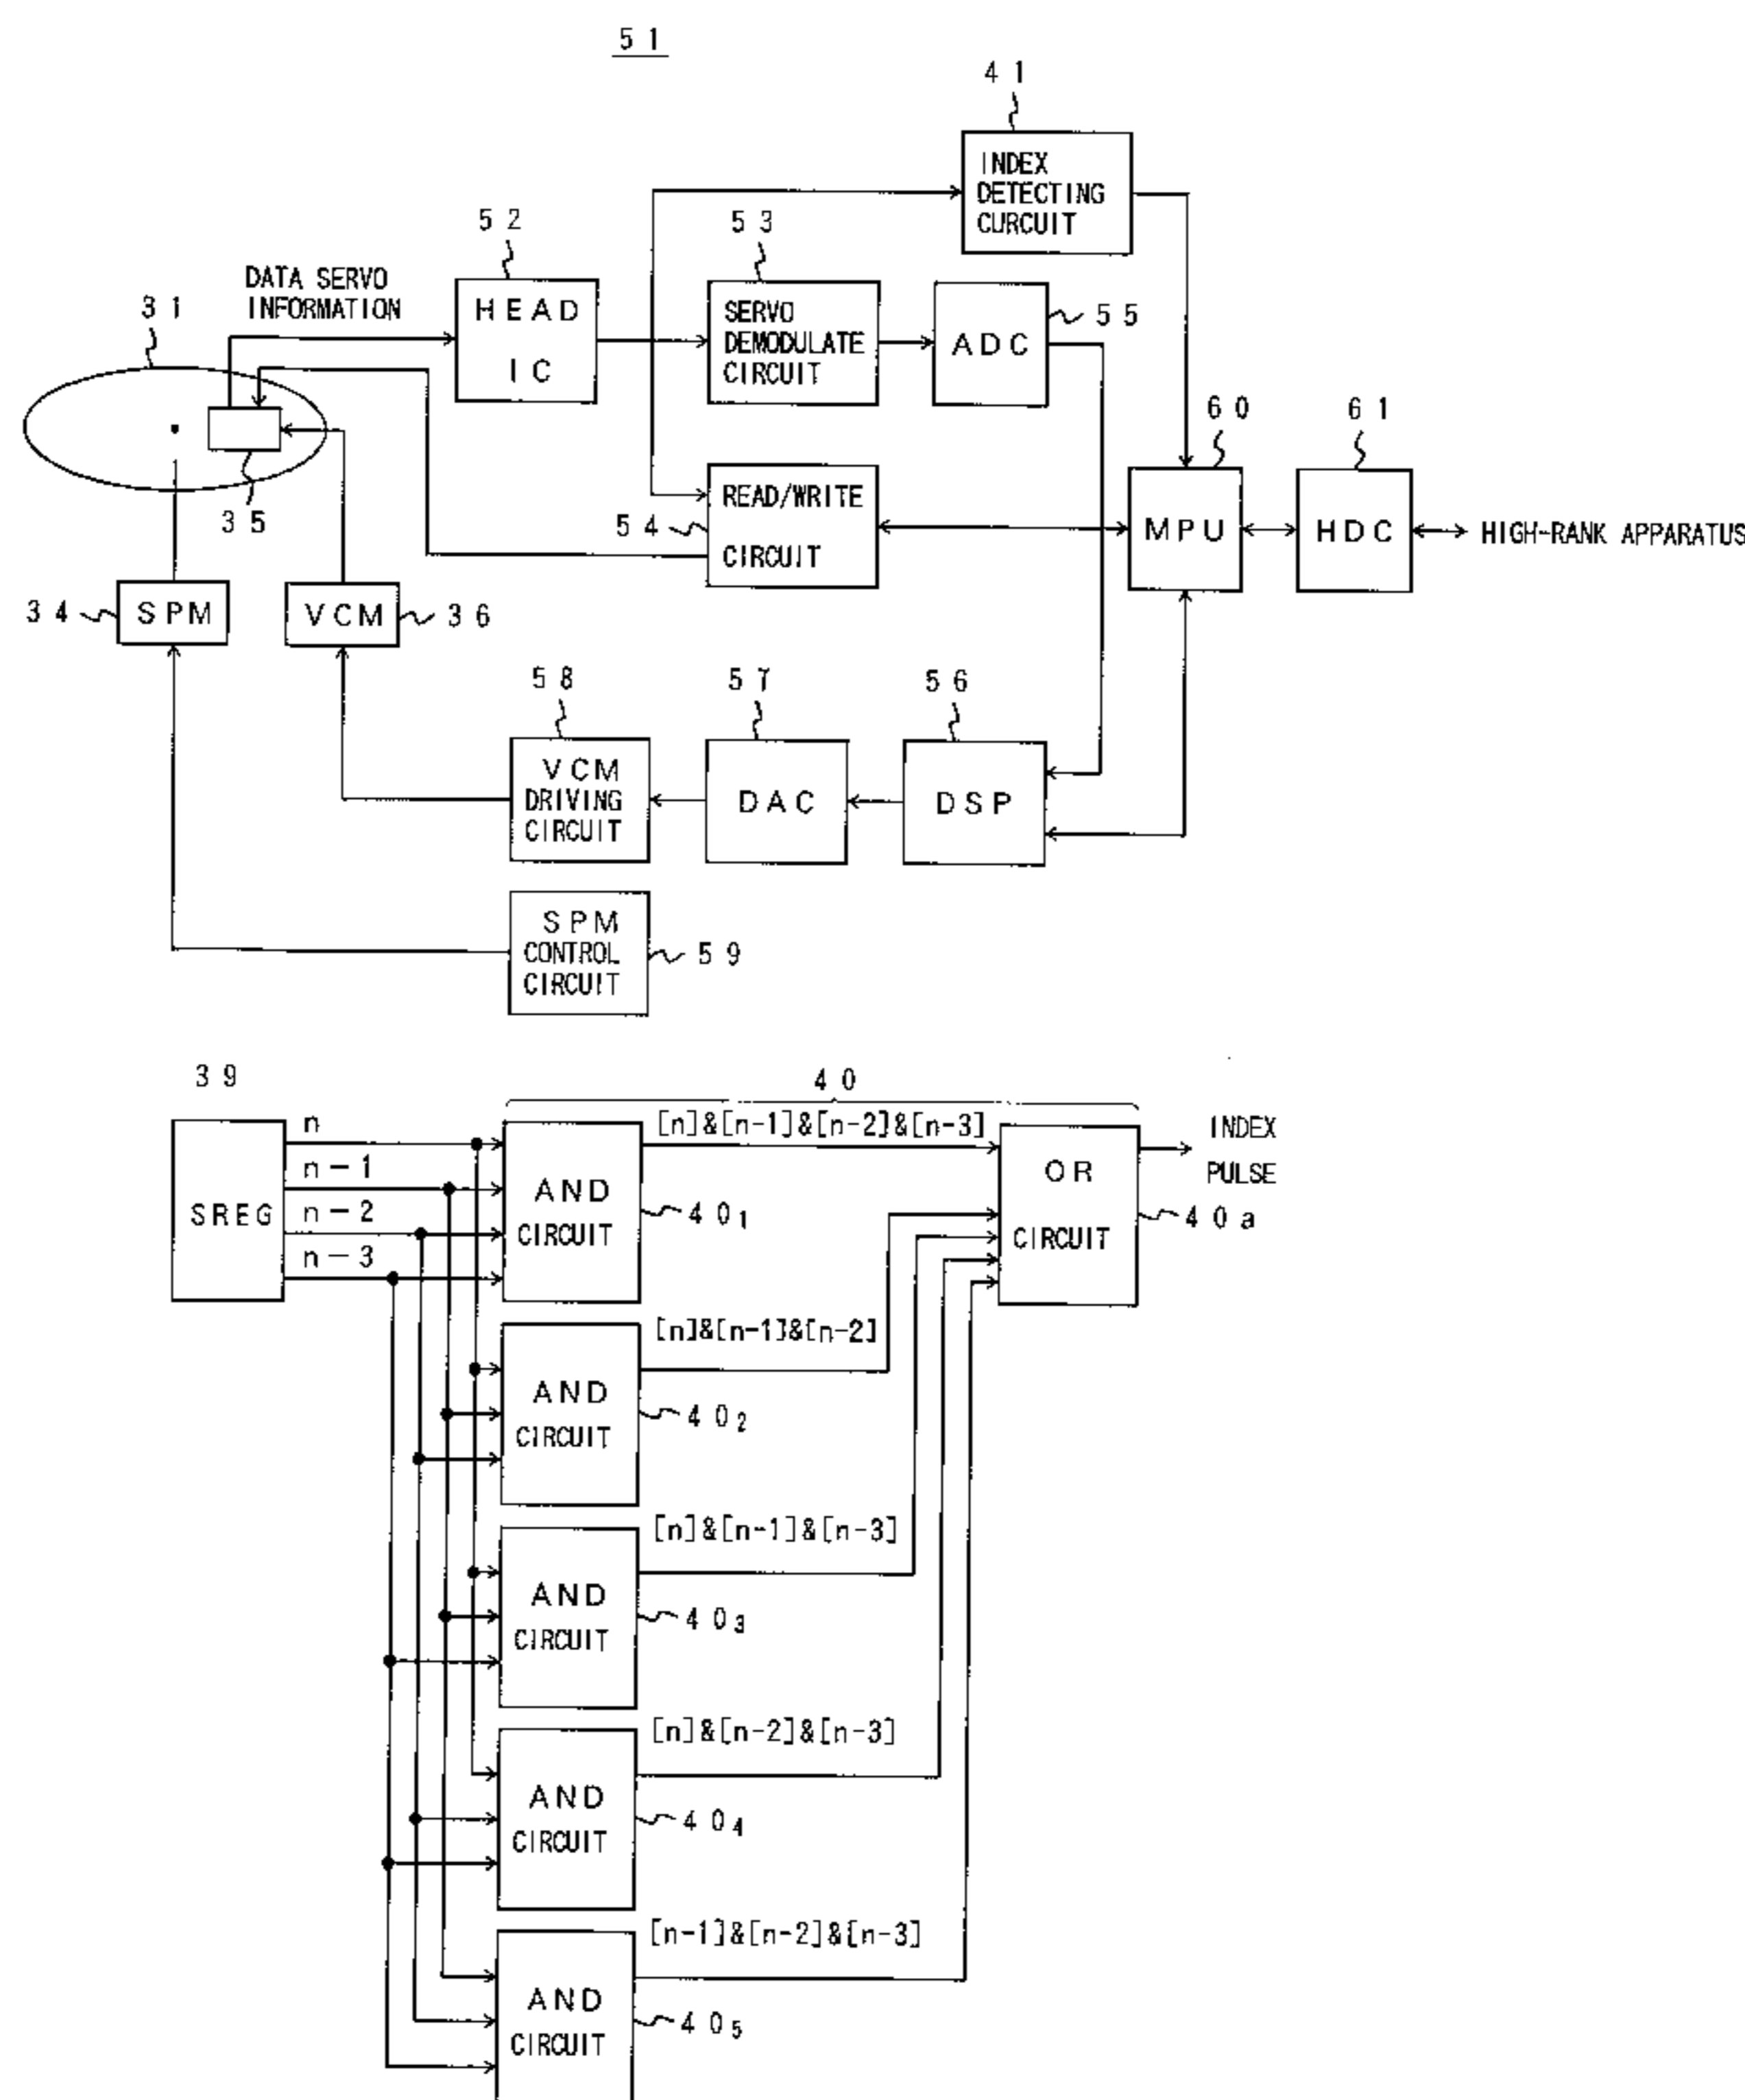 51
41
INDEX
DETECTING
CURCUIT
52
53
DATA SERVO
INFORMATION
HEAD
IC
SERVO
DEMODULATE
CIRCUIT
ADC
55
31
35
60
61
READ/WRITE
CIRCUIT
54
MPU
HDC
HIGH-RANK APPARATUS
34
SPM
VCM
36
58
57
56
VCM
DRIVING
CIRCUIT
DAC
DSP
SPM
CONTROL
CIRCUIT
59
39
40
SREG
n
n-1
n-2
n-3
AND
CIRCUIT
40₁
[n]&[n-1]&[n-2]&[n-3]
OR
CIRCUIT
40a
INDEX
PULSE
[n]&[n-1]&[n-2]
AND
CIRCUIT
40₂
[n]&[n-1]&[n-3]
AND
CIRCUIT
40₃
[n]&[n-2]&[n-3]
AND
CIRCUIT
40₄
[n-1]&[n-2]&[n-3]
AND
CIRCUIT
40₅